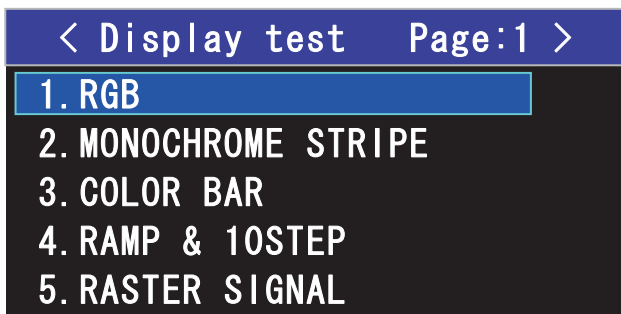 < Display test Page:1 >
1.RGB
2.MONOCHROME STRIPE
3.COLOR BAR
4.RAMP & 10STEP
5.RASTER SIGNAL